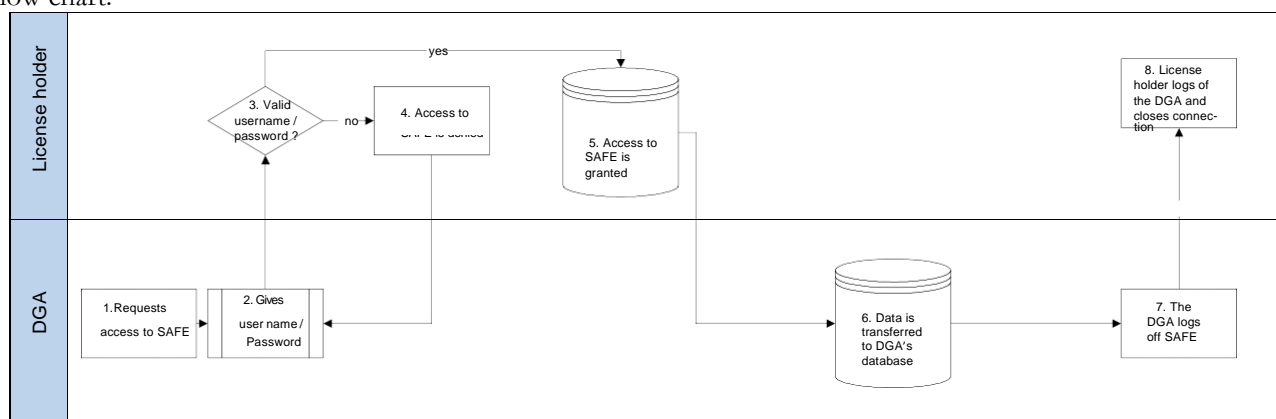 low chart.
License holder
yes
3. Valid
username /
password ?
no
4. Access to
SAFE is denied
5. Access to
SAFE is
granted
8. License
holder logs of
the DGA and
closes connec-
tion
DGA
1.Requests
access to SAFE
2. Gives
user name /
Password
6. Data is
transferred
to DGA's
database
7. The
DGA logs
off SAFE